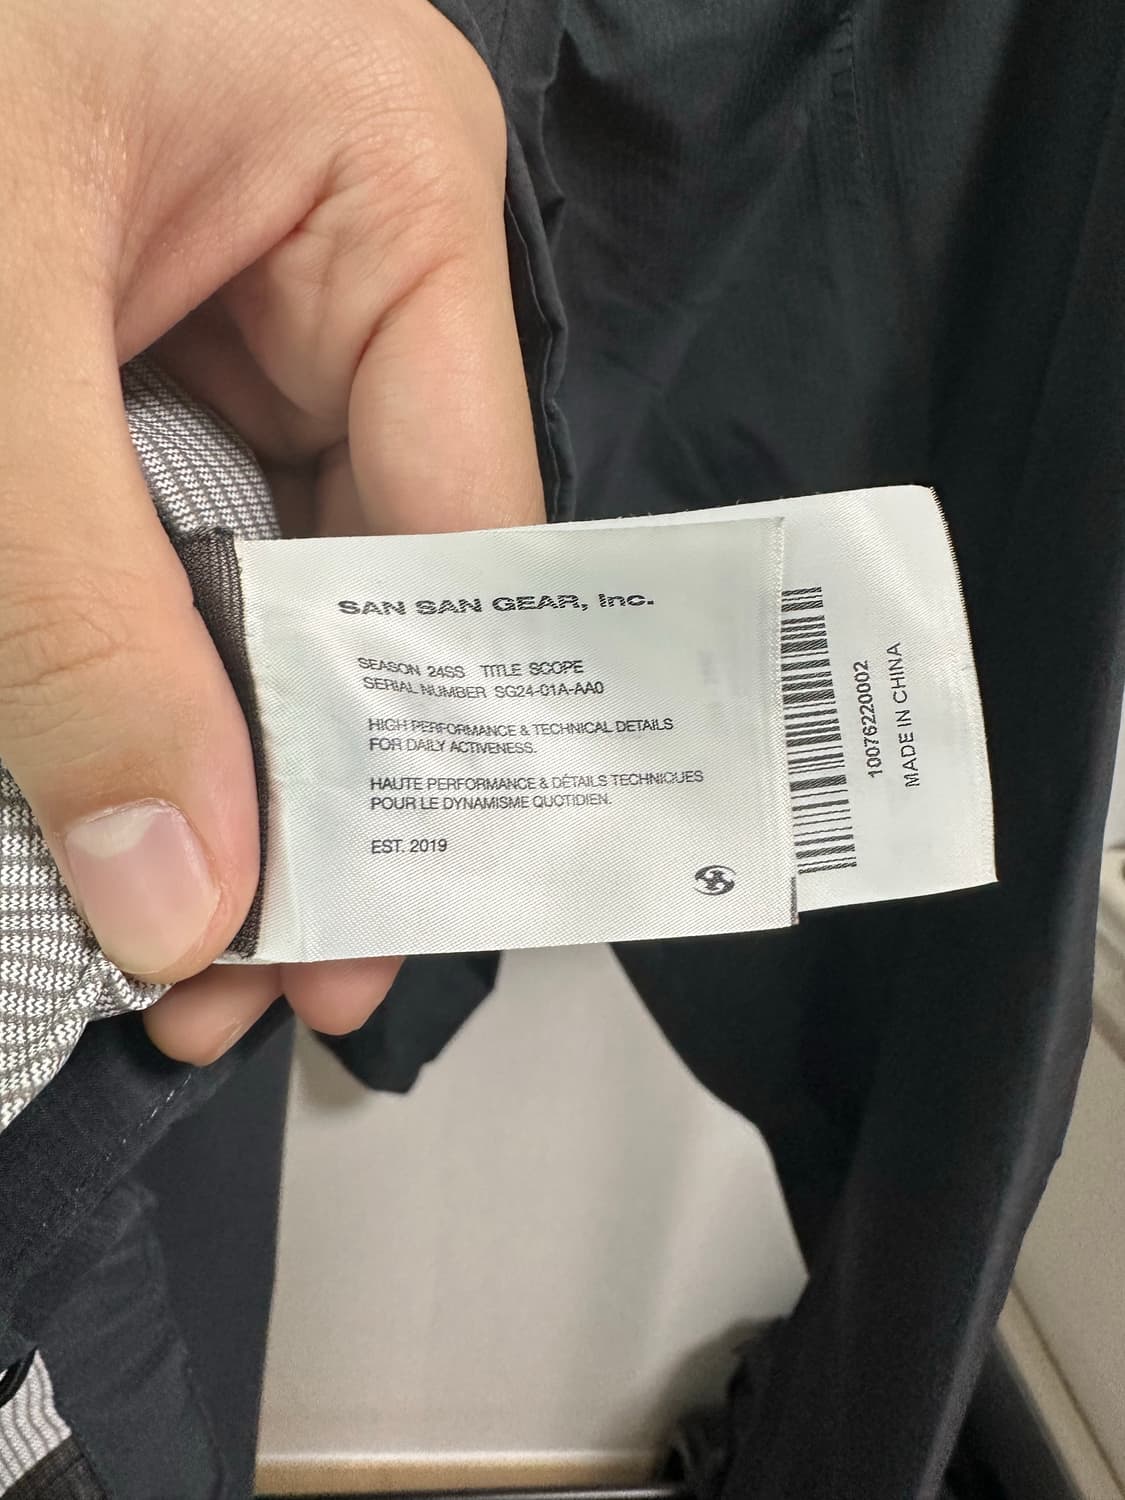 SAN SAN GEAR, Inc.
SEASON 24SS TITLE SCOPE
SERIAL NUMBER SG24-01A-AA0
HIGH PERFORMANCE & TECHNICAL DETAILS
FOR DAILY ACTIVENESS.
HAUTE PERFORMANCE & DÉTAILS TECHNIQUES
POUR LE DYNAMISME QUOTIDIEN.
EST. 2019
10076220002
MADE IN CHINA